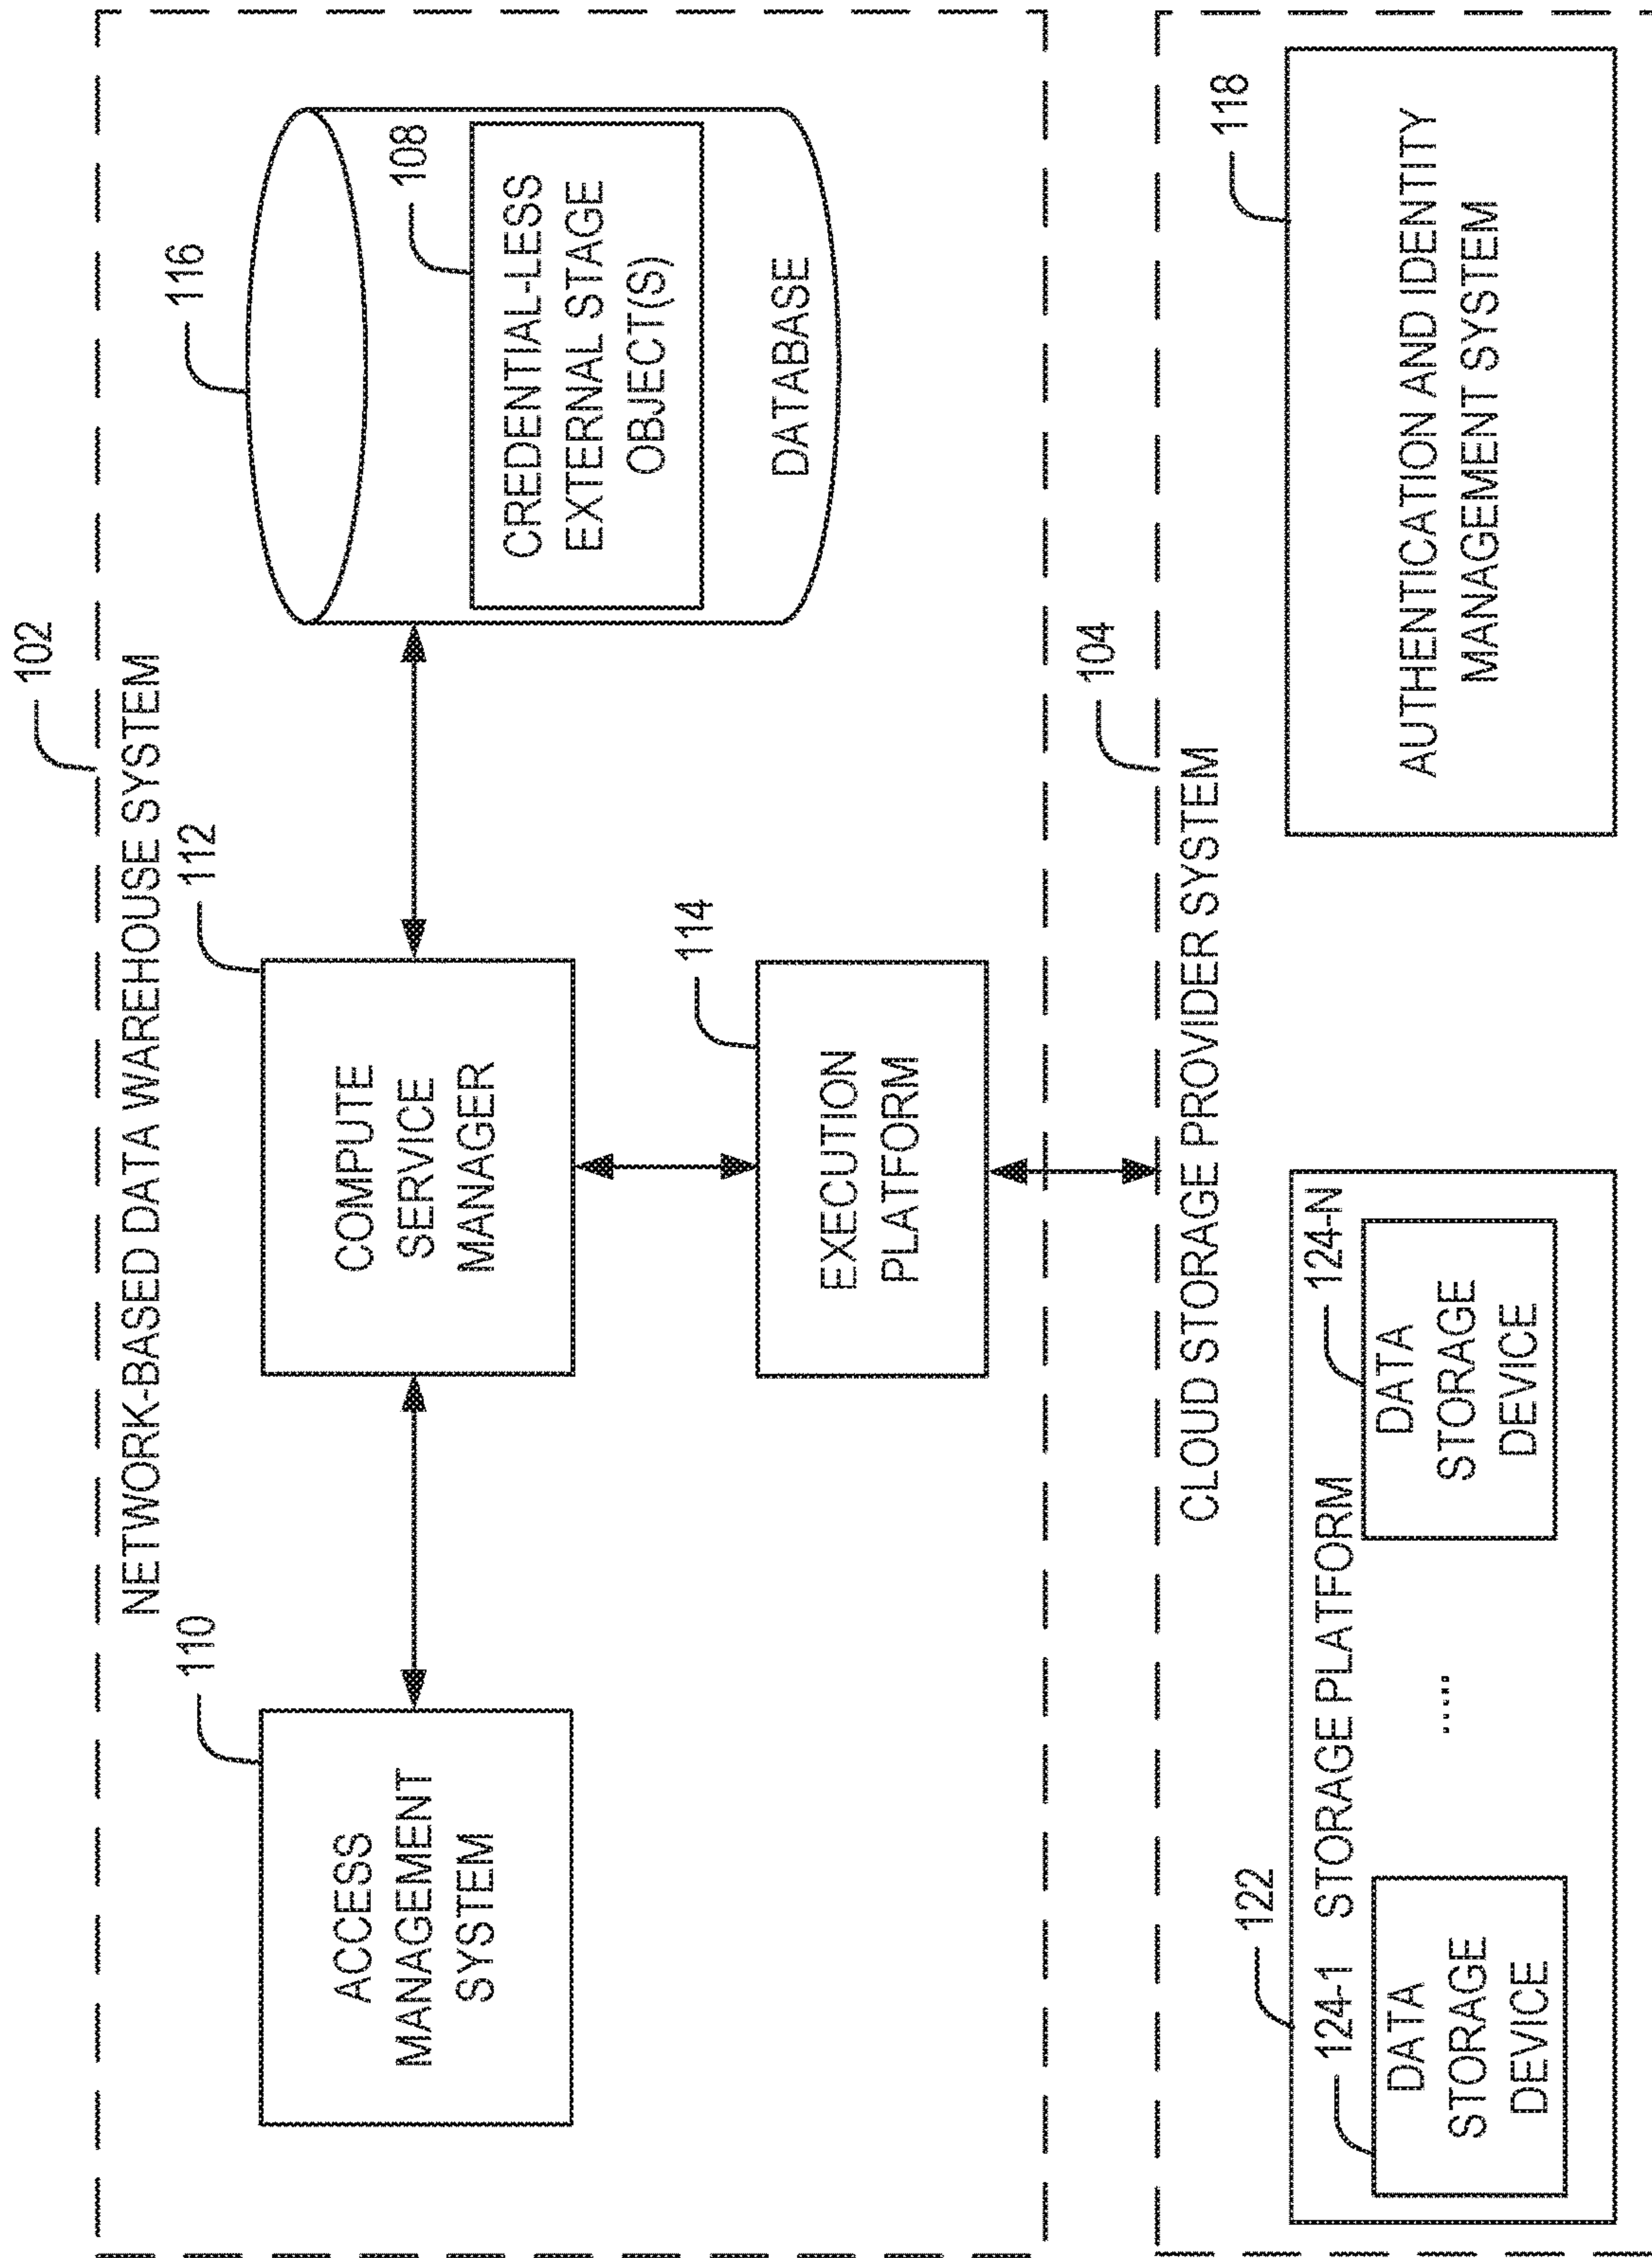 102
NETWORK-BASED DATA WAREHOUSE SYSTEM
110
ACCESS
MANAGEMENT
SYSTEM
112
COMPUTE
SERVICE
MANAGER
116
108
CREDENTIAL-LESS
EXTERNAL STAGE
OBJECT(S)
DATABASE
114
EXECUTION
PLATFORM
104
CLOUD STORAGE PROVIDER SYSTEM
122
124-1 STORAGE PLATFORM
124-N
DATA
STORAGE
DEVICE
....
DATA
STORAGE
DEVICE
118
AUTHENTICATION AND IDENTITY
MANAGEMENT SYSTEM